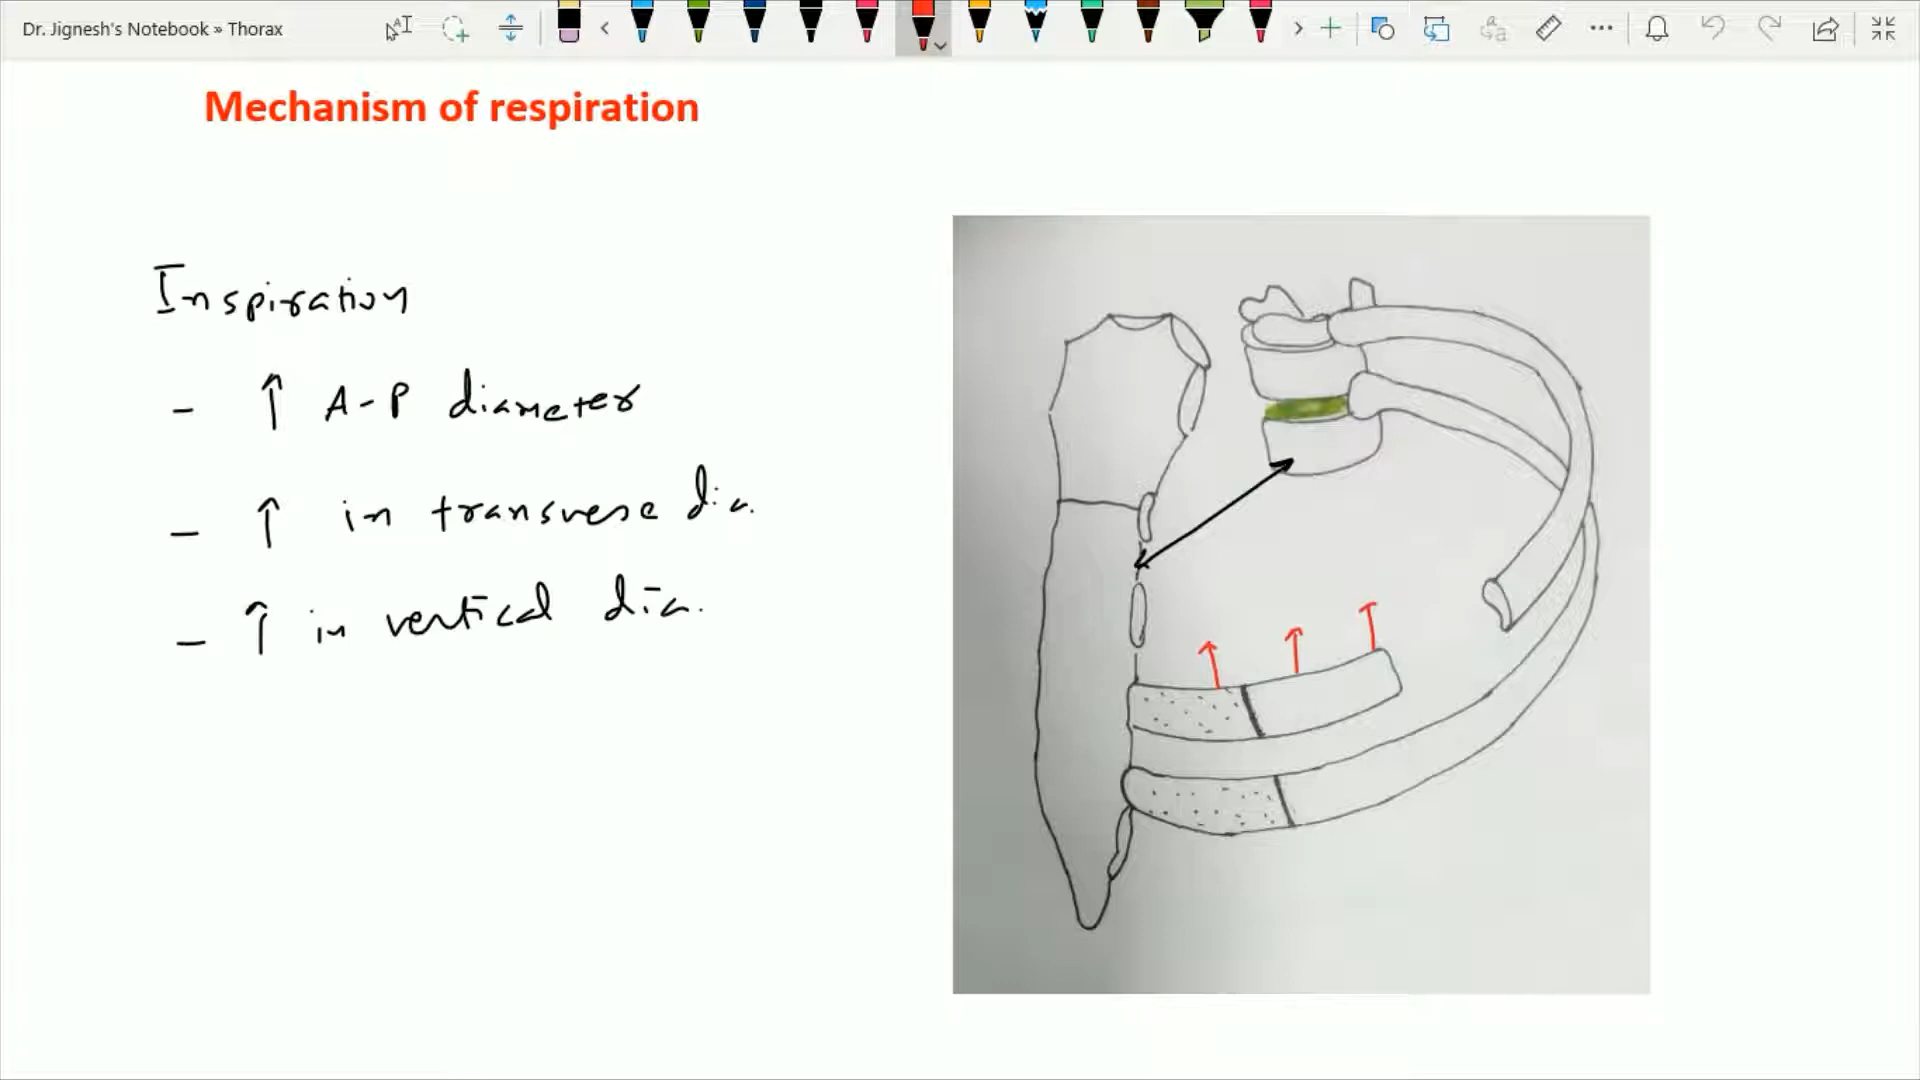 Dr. Jignesh's Notebook » Thorax
Mechanism of respiration
Inspiration
- ↑ A-P diameter
- ↑ in transverse dia.
- ↑ in vertical dia.